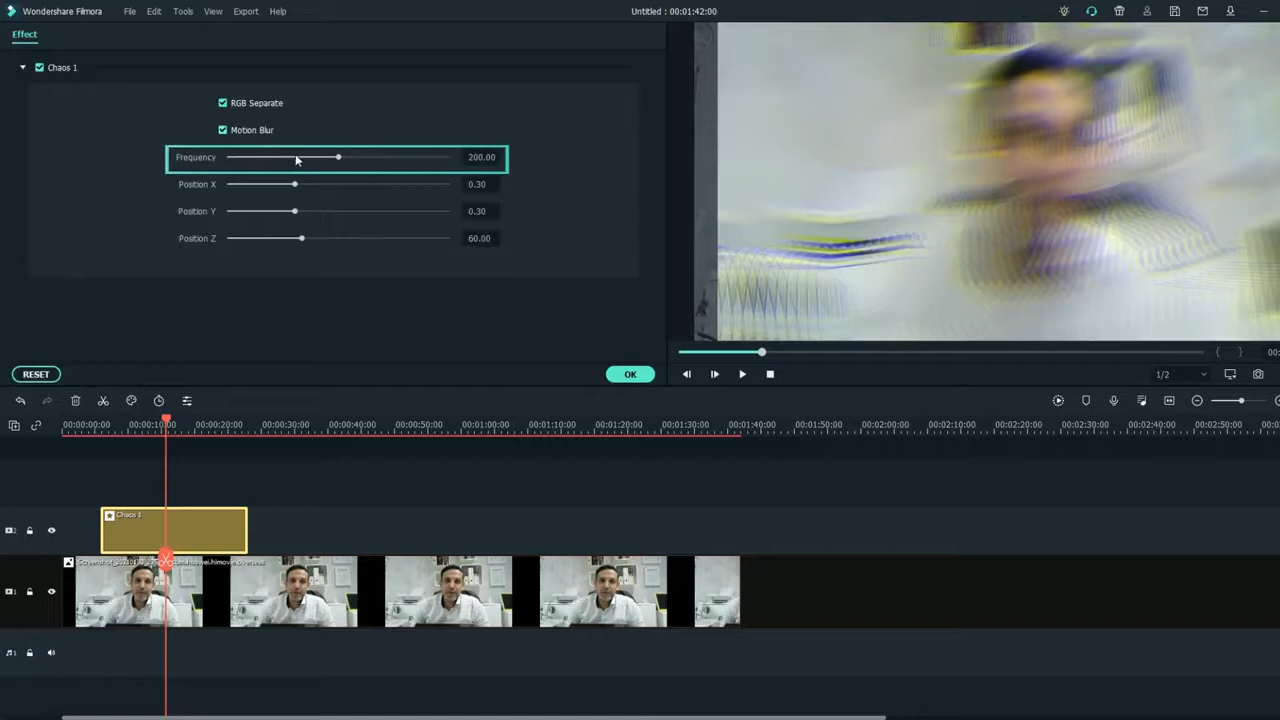 Wondershare Filmora File Edit Tools View Export Help Untitled : 00:01:42:00
Effect
Chaos 1
RGB Separate
Motion Blur
Frequency 200.00
Position X 0.30
Position Y 0.30
Position Z 60.00
RESET OK
1/2
00:00:00:00 00:00:10:00 00:00:20:00 00:00:30:00 00:00:40:00 00:00:50:00 00:01:00:00 00:01:10:00 00:01:20:00 00:01:30:00 00:01:40:00 00:01:50:00 00:02:00:00 00:02:10:00 00:02:20:00 00:02:30:00 00:02:40:00 00:02:50:00
Chaos 1
2
1
1